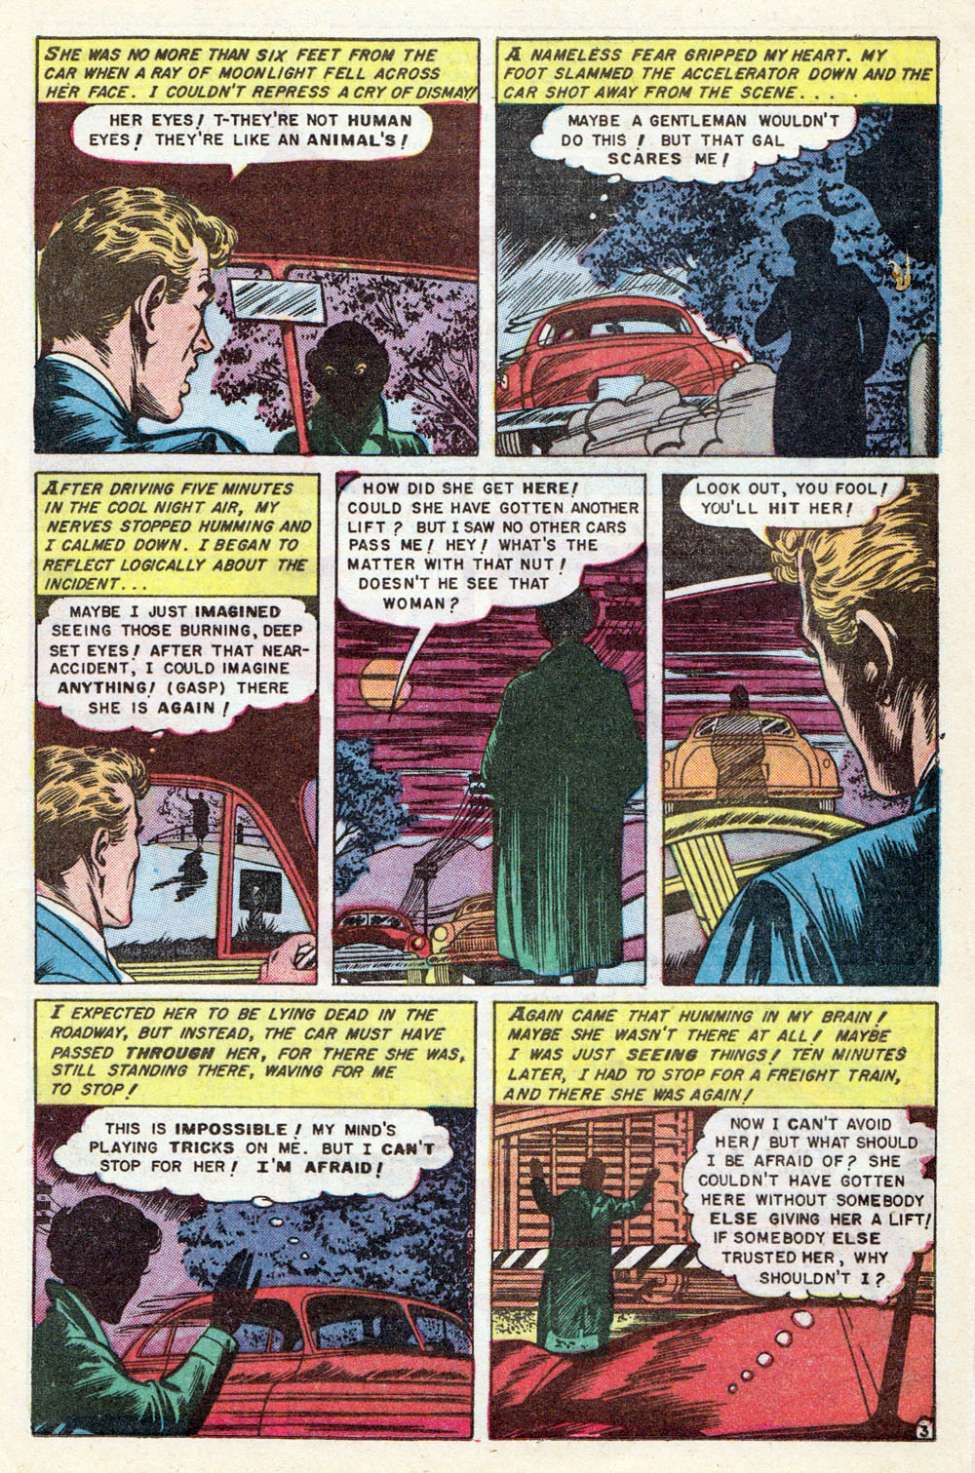 SHE WAS NO MORE THAN SIX FEET FROM THE
CAR WHEN A RAY OF MOONLIGHT FELL ACROSS
HER FACE. I COULDN'T REPRESS A CRY OF DISMAY!
HER EYES! T-THEY'RE NOT HUMAN
EYES! THEY'RE LIKE AN ANIMAL'S!
A NAMELESS FEAR GRIPPED MY HEART. MY
FOOT SLAMMED THE ACCELERATOR DOWN AND THE
CAR SHOT AWAY FROM THE SCENE. . . . .
MAYBE A GENTLEMAN WOULDN'T
DO THIS! BUT THAT GAL
SCARES ME!
AFTER DRIVING FIVE MINUTES
IN THE COOL NIGHT AIR, MY
NERVES STOPPED HUMMING AND
I CALMED DOWN. I BEGAN TO
REFLECT LOGICALLY ABOUT THE
INCIDENT...
MAYBE I JUST IMAGINED
SEEING THOSE BURNING, DEEP
SET EYES! AFTER THAT NEAR-
ACCIDENT, I COULD IMAGINE
ANYTHING! (GASP) THERE
SHE IS AGAIN!
HOW DID SHE GET HERE!
COULD SHE HAVE GOTTEN ANOTHER
LIFT? BUT I SAW NO OTHER CARS
PASS ME! HEY! WHAT'S THE
MATTER WITH THAT NUT!
DOESN'T HE SEE THAT
WOMAN?
LOOK OUT, YOU FOOL!
YOU'LL HIT HER!
I EXPECTED HER TO BE LYING DEAD IN THE
ROADWAY, BUT INSTEAD, THE CAR MUST HAVE
PASSED THROUGH HER, FOR THERE SHE WAS,
STILL STANDING THERE, WAVING FOR ME
TO STOP!
THIS IS IMPOSSIBLE! MY MIND'S
PLAYING TRICKS ON ME. BUT I CAN'T
STOP FOR HER! I'M AFRAID!
AGAIN CAME THAT HUMMING IN MY BRAIN!
MAYBE SHE WASN'T THERE AT ALL! MAYBE
I WAS JUST SEEING THINGS! TEN MINUTES
LATER, I HAD TO STOP FOR A FREIGHT TRAIN,
AND THERE SHE WAS AGAIN!
NOW I CAN'T AVOID
HER! BUT WHAT SHOULD
I BE AFRAID OF? SHE
COULDN'T HAVE GOTTEN
HERE WITHOUT SOMEBODY
ELSE GIVING HER A LIFT!
IF SOMEBODY ELSE
TRUSTED HER, WHY
SHOULDN'T I?
3